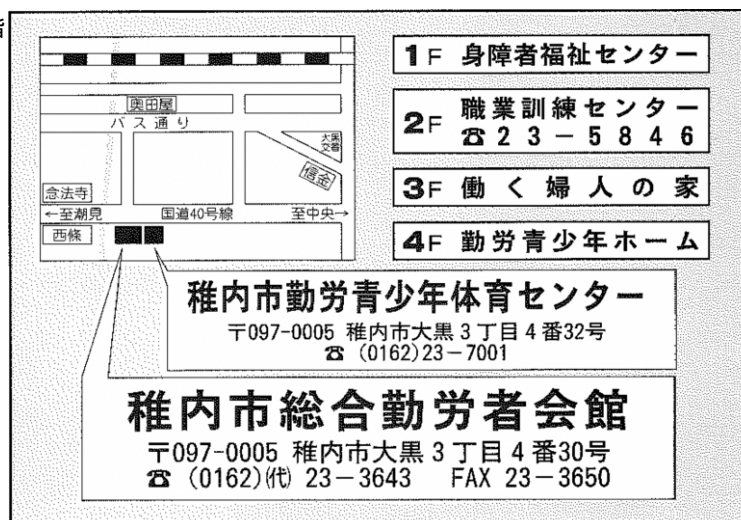 奥田屋
バス通り
大黒
交番
信金
念法寺
←至潮見 国道40号線 至中央→
西條
1F 身障者福祉センター
2F 職業訓練センター
☎23-5846
3F 働く婦人の家
4F 勤労青少年ホーム
稚内市勤労青少年体育センター
〒097-0005 稚内市大黒3丁目4番32号
☎ (0162)23-7001
稚内市総合勤労者会館
〒097-0005 稚内市大黒3丁目4番30号
☎ (0162)㈹ 23-3643 FAX 23-3650